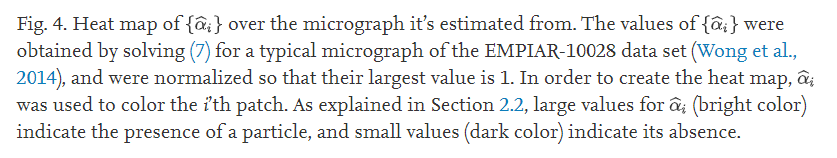 Fig. 4. Heat map of {α̂ᵢ} over the micrograph it's estimated from. The values of {α̂ᵢ} were
obtained by solving (7) for a typical micrograph of the EMPIAR-10028 data set (Wong et al.,
2014), and were normalized so that their largest value is 1. In order to create the heat map, α̂ᵢ
was used to color the i'th patch. As explained in Section 2.2, large values for α̂ᵢ (bright color)
indicate the presence of a particle, and small values (dark color) indicate its absence.